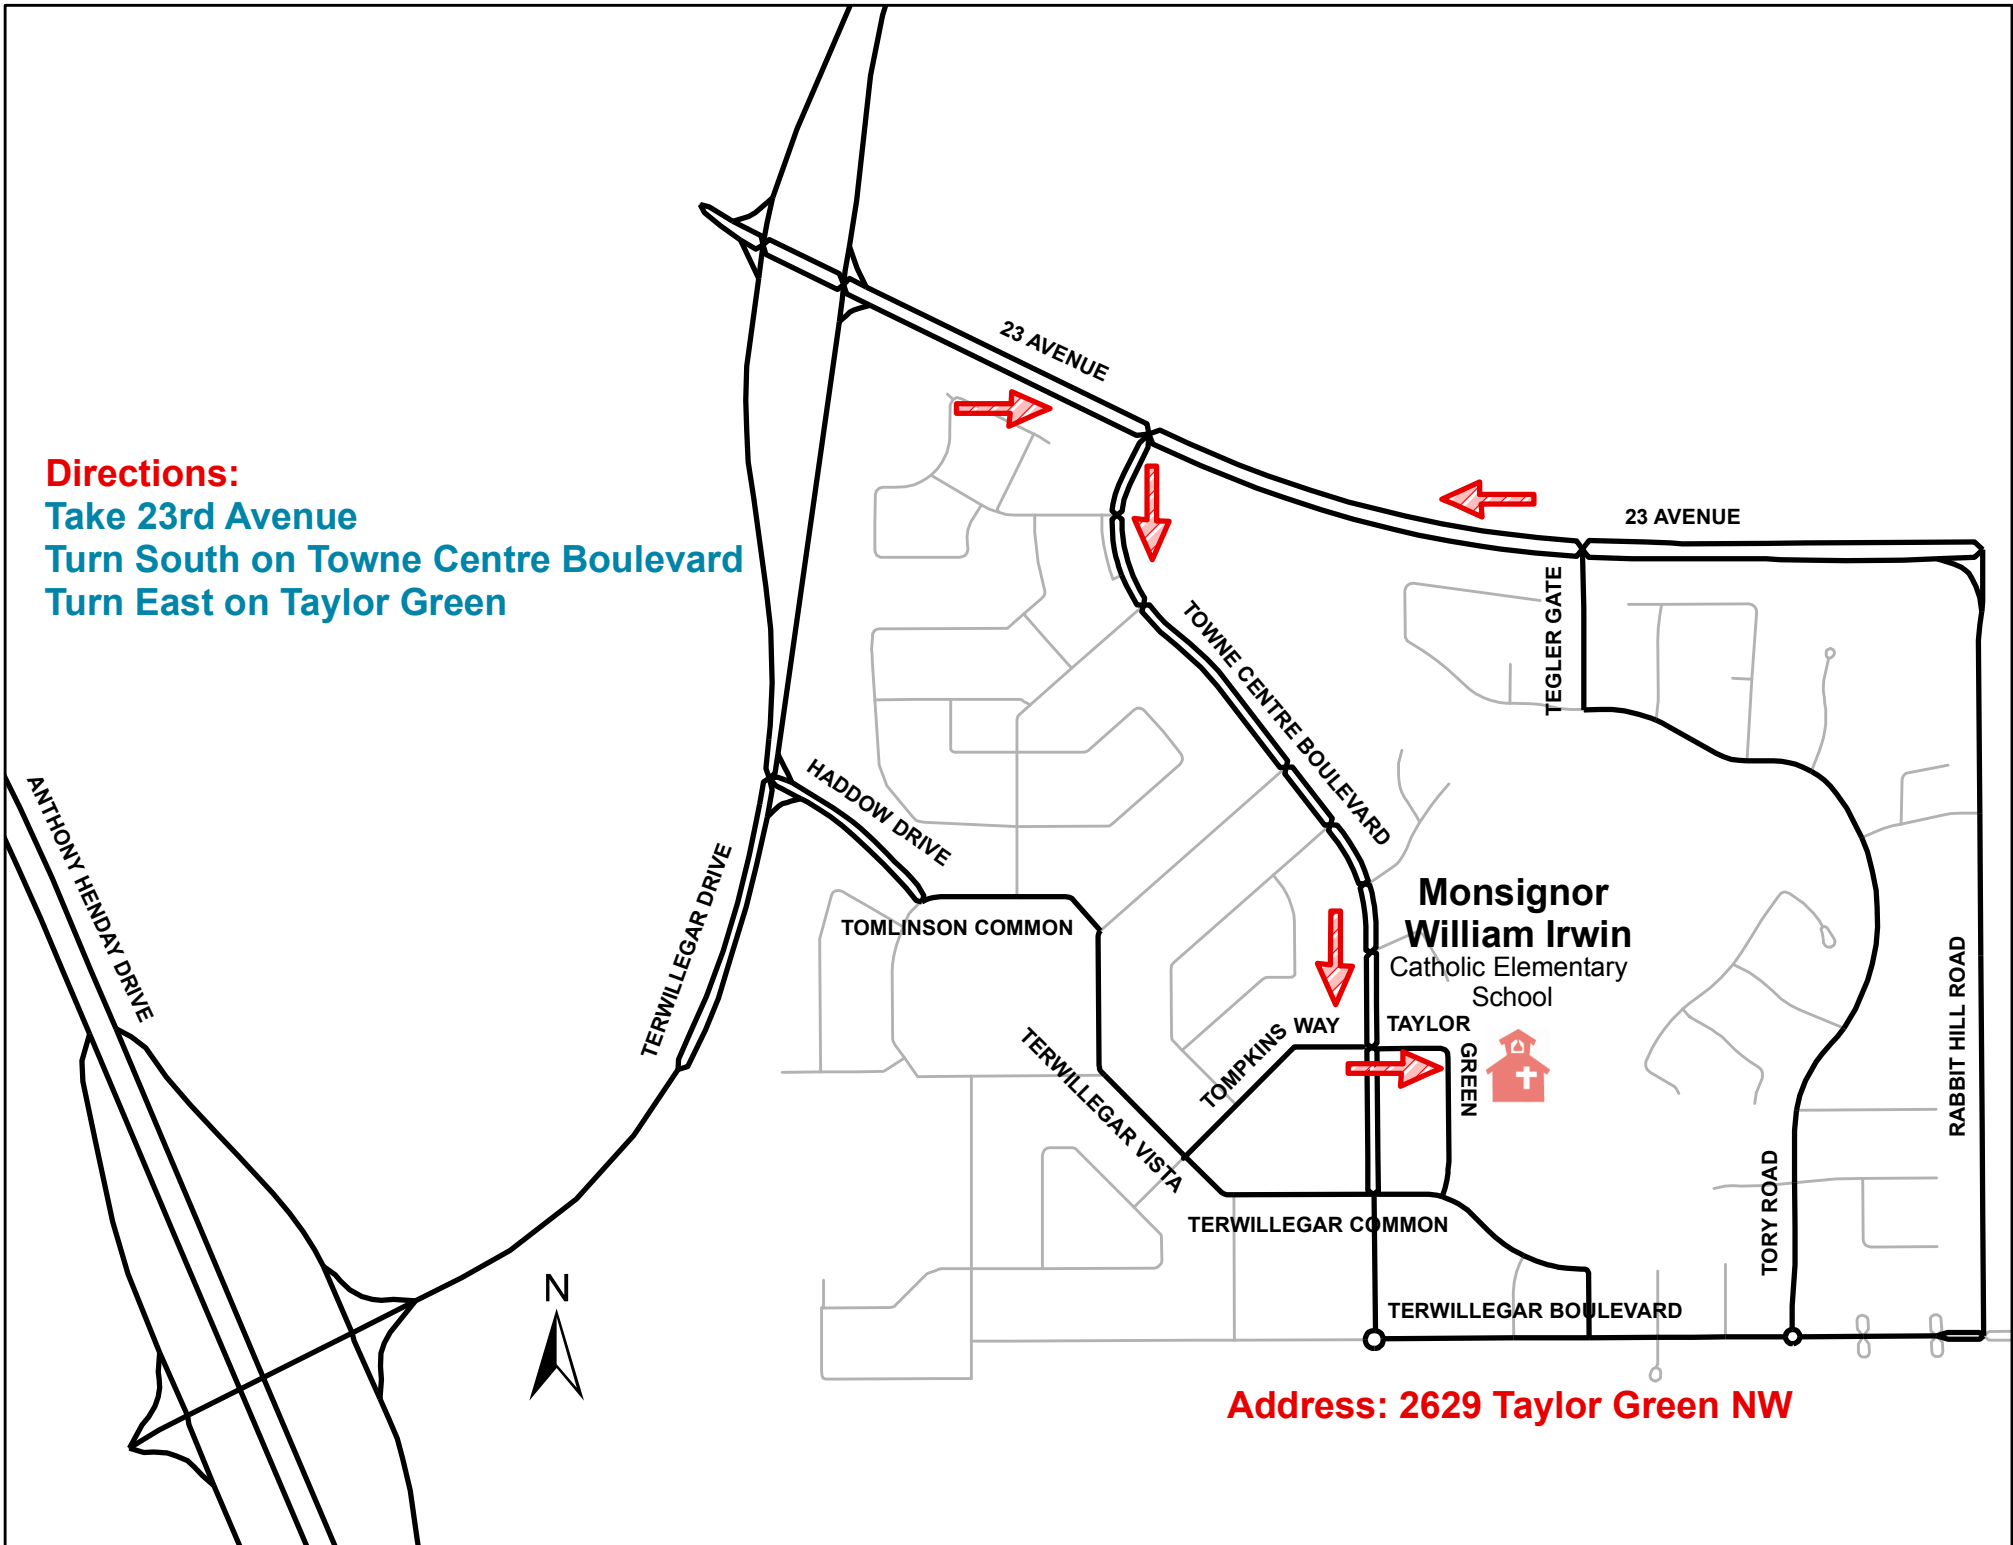 23 AVENUE
Directions:
Take 23rd Avenue
Turn South on Towne Centre Boulevard
Turn East on Taylor Green
23 AVENUE
TEGLER GATE
TOWNE CENTRE BOULEVARD
HADDOW DRIVE
ANTHONY HENDAY DRIVE
TERWILLEGAR DRIVE
TOMLINSON COMMON
Monsignor
William Irwin
Catholic Elementary
School
RABBIT HILL ROAD
TOMPKINS WAY
TAYLOR GREEN
TERWILLEGAR VISTA
TORY ROAD
TERWILLEGAR COMMON
N
TERWILLEGAR BOULEVARD
Address: 2629 Taylor Green NW